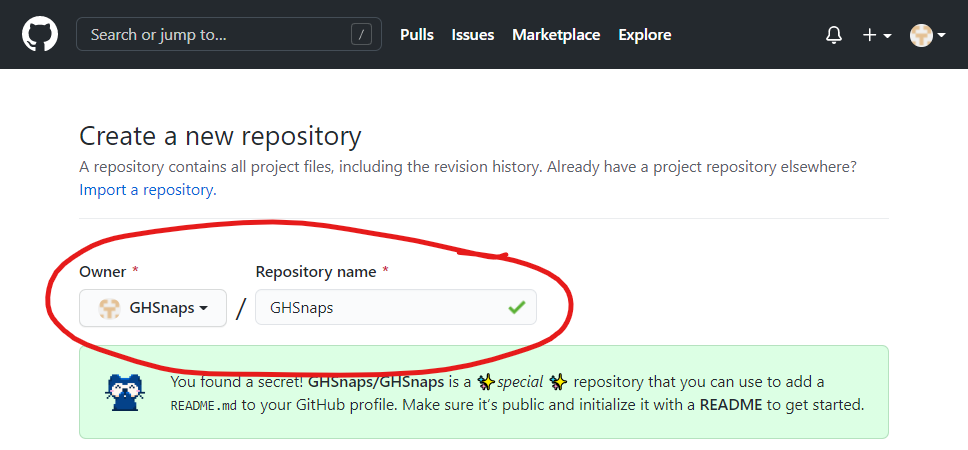 Search or jump to... /
Pulls Issues Marketplace Explore
Create a new repository
A repository contains all project files, including the revision history. Already have a project repository elsewhere?
Import a repository.
Owner * Repository name *
GHSnaps / GHSnaps
You found a secret! GHSnaps/GHSnaps is a ✨special ✨ repository that you can use to add a
README.md to your GitHub profile. Make sure it's public and initialize it with a README to get started.